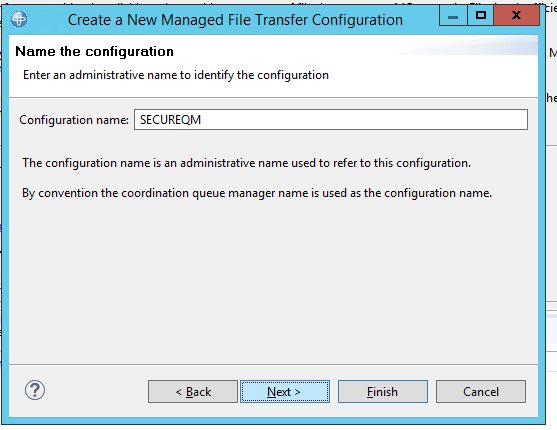 Create a New Managed File Transfer Configuration
Name the configuration
Enter an administrative name to identify the configuration
Configuration name: SECUREQM
The configuration name is an administrative name used to refer to this configuration.
By convention the coordination queue manager name is used as the configuration name.
? < Back Next > Finish Cancel